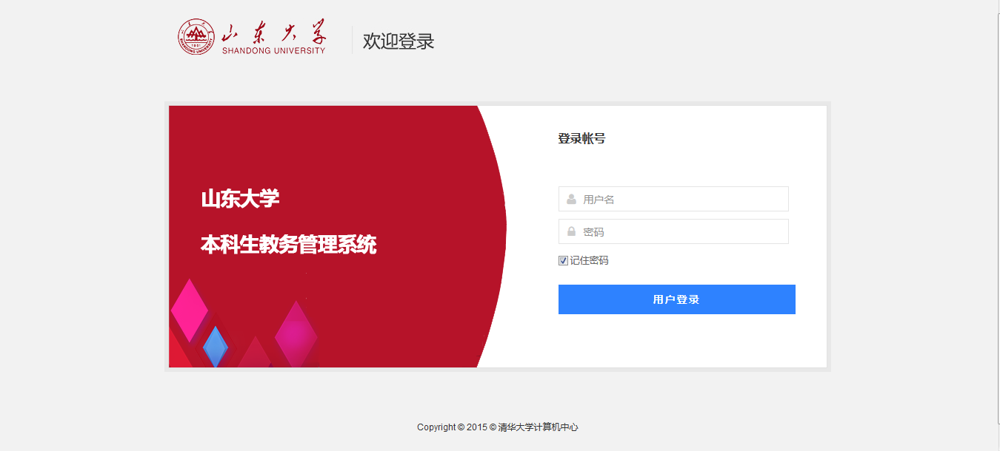 山东大学
SHANDONG UNIVERSITY
欢迎登录
山东大学
本科生教务管理系统
登录帐号
用户名
密码
记住密码
用户登录
Copyright © 2015 © 清华大学计算机中心